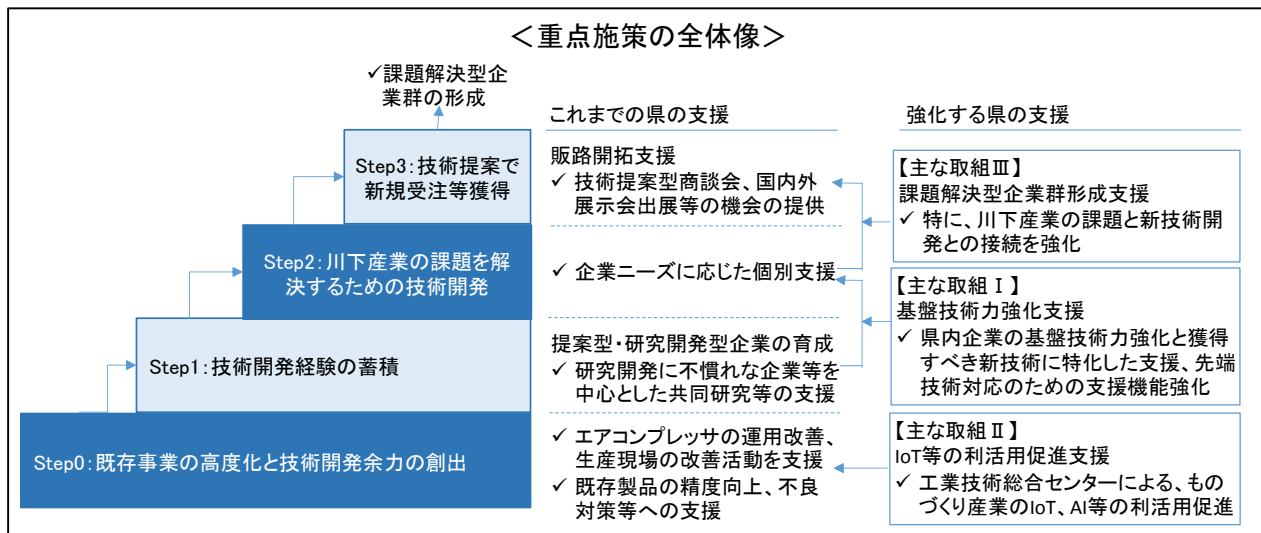 ＜重点施策の全体像＞
✓課題解決型企
業群の形成
Step3：技術提案で
新規受注等獲得
Step2：川下産業の課題を解
決するための技術開発
Step1：技術開発経験の蓄積
Step0：既存事業の高度化と技術開発余力の創出
これまでの県の支援
販路開拓支援
✓ 技術提案型商談会、国内外
展示会出展等の機会の提供
✓ 企業ニーズに応じた個別支援
提案型・研究開発型企業の育成
✓ 研究開発に不慣れな企業等を
中心とした共同研究等の支援
✓ エアコンプレッサの運用改善、
生産現場の改善活動を支援
✓ 既存製品の精度向上、不良
対策等への支援
強化する県の支援
【主な取組Ⅲ】
課題解決型企業群形成支援
✓ 特に、川下産業の課題と新技術開
発との接続を強化
【主な取組Ⅰ】
基盤技術力強化支援
✓ 県内企業の基盤技術力強化と獲得
すべき新技術に特化した支援、先端
技術対応のための支援機能強化
【主な取組Ⅱ】
IoT等の利活用促進支援
✓ 工業技術総合センターによる、もの
づくり産業のIoT、AI等の利活用促進